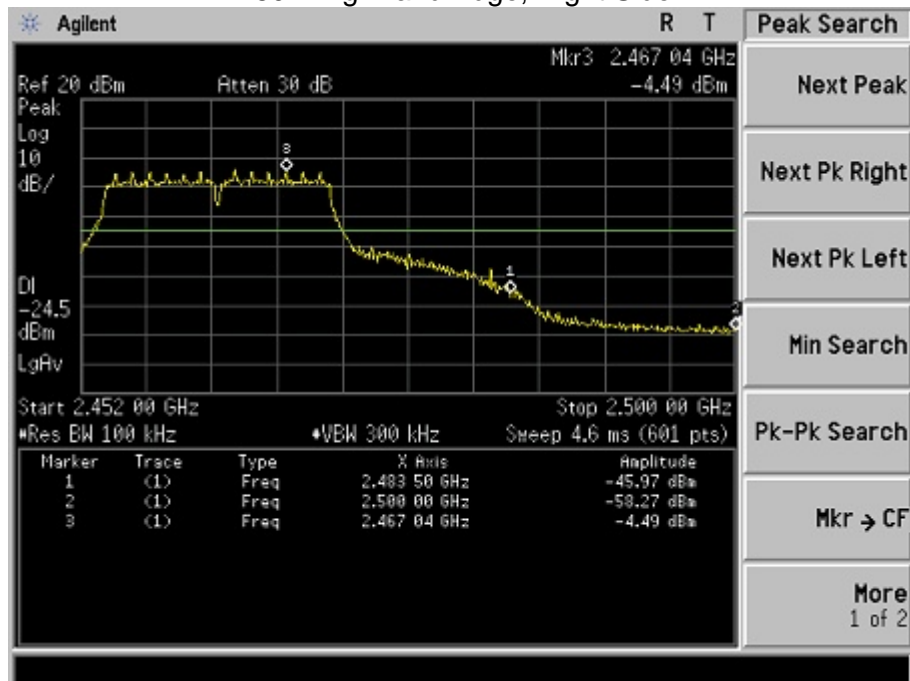 Agilent R T
Peak Search
Mkr3 2.467 04 GHz
Ref 20 dBm Atten 30 dB -4.49 dBm
Peak
Log
10
dB/
DI
-24.5
dBm
LgAv
3
1
2
Start 2.452 00 GHz Stop 2.500 00 GHz
#Res BW 100 kHz #VBW 300 kHz Sweep 4.6 ms (601 pts)
Marker Trace Type X Axis Amplitude
1 (1) Freq 2.483 50 GHz -45.97 dBm
2 (1) Freq 2.500 00 GHz -58.27 dBm
3 (1) Freq 2.467 04 GHz -4.49 dBm
Next Peak
Next Pk Right
Next Pk Left
Min Search
Pk-Pk Search
Mkr → CF
More
1 of 2